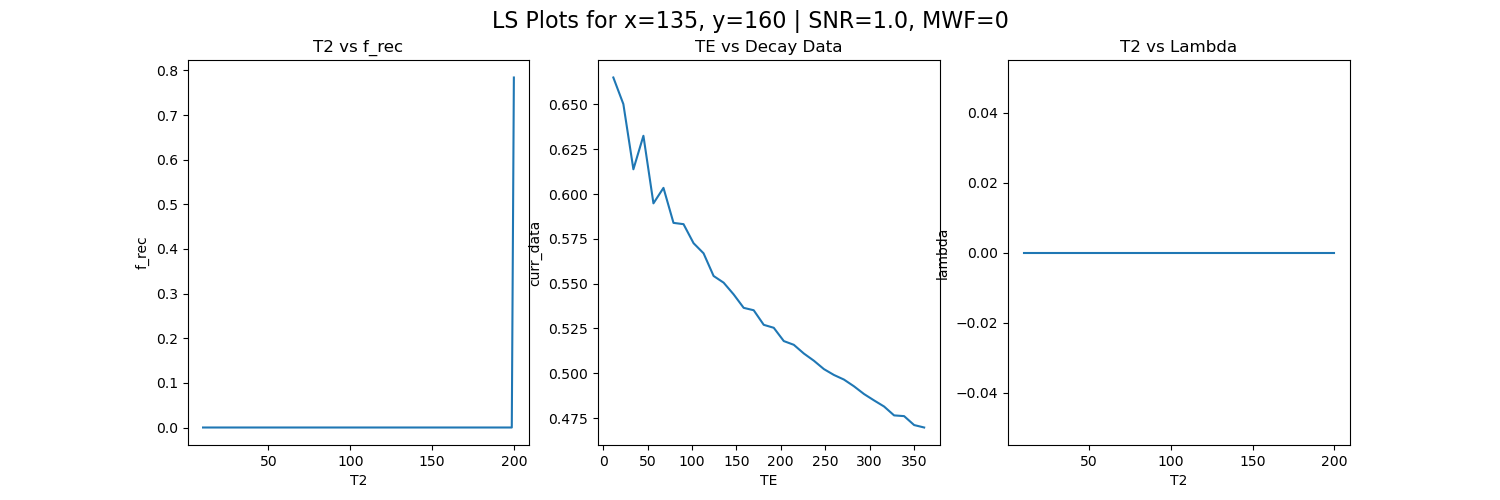 LS Plots for x=135, y=160 | SNR=1.0, MWF=0
T2 vs f_rec
f_rec
0.8
0.7
0.6
0.5
0.4
0.3
0.2
0.1
0.0
50 100 150 200
T2
TE vs Decay Data
curr_data
0.650
0.625
0.600
0.575
0.550
0.525
0.500
0.475
0 50 100 150 200 250 300 350
TE
T2 vs Lambda
lambda
0.04
0.02
0.00
−0.02
−0.04
50 100 150 200
T2